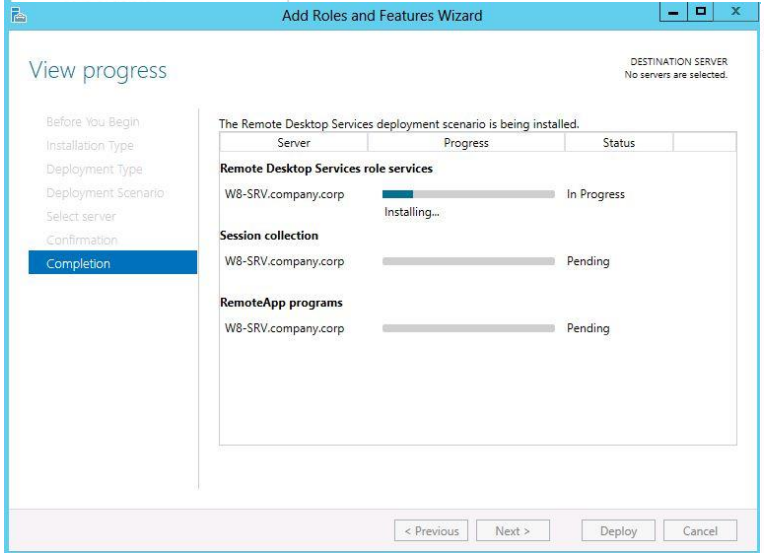 Add Roles and Features Wizard
x
View progress
DESTINATION SERVER
No servers are selected.
Before You Begin
Installation Type
Deployment Type
Deployment Scenario
Select server
Confirmation
Completion
The Remote Desktop Services deployment scenario is being installed.
Server Progress Status
Remote Desktop Services role services
W8-SRV.company.corp In Progress
Installing...
Session collection
W8-SRV.company.corp Pending
RemoteApp programs
W8-SRV.company.corp Pending
< Previous Next > Deploy Cancel